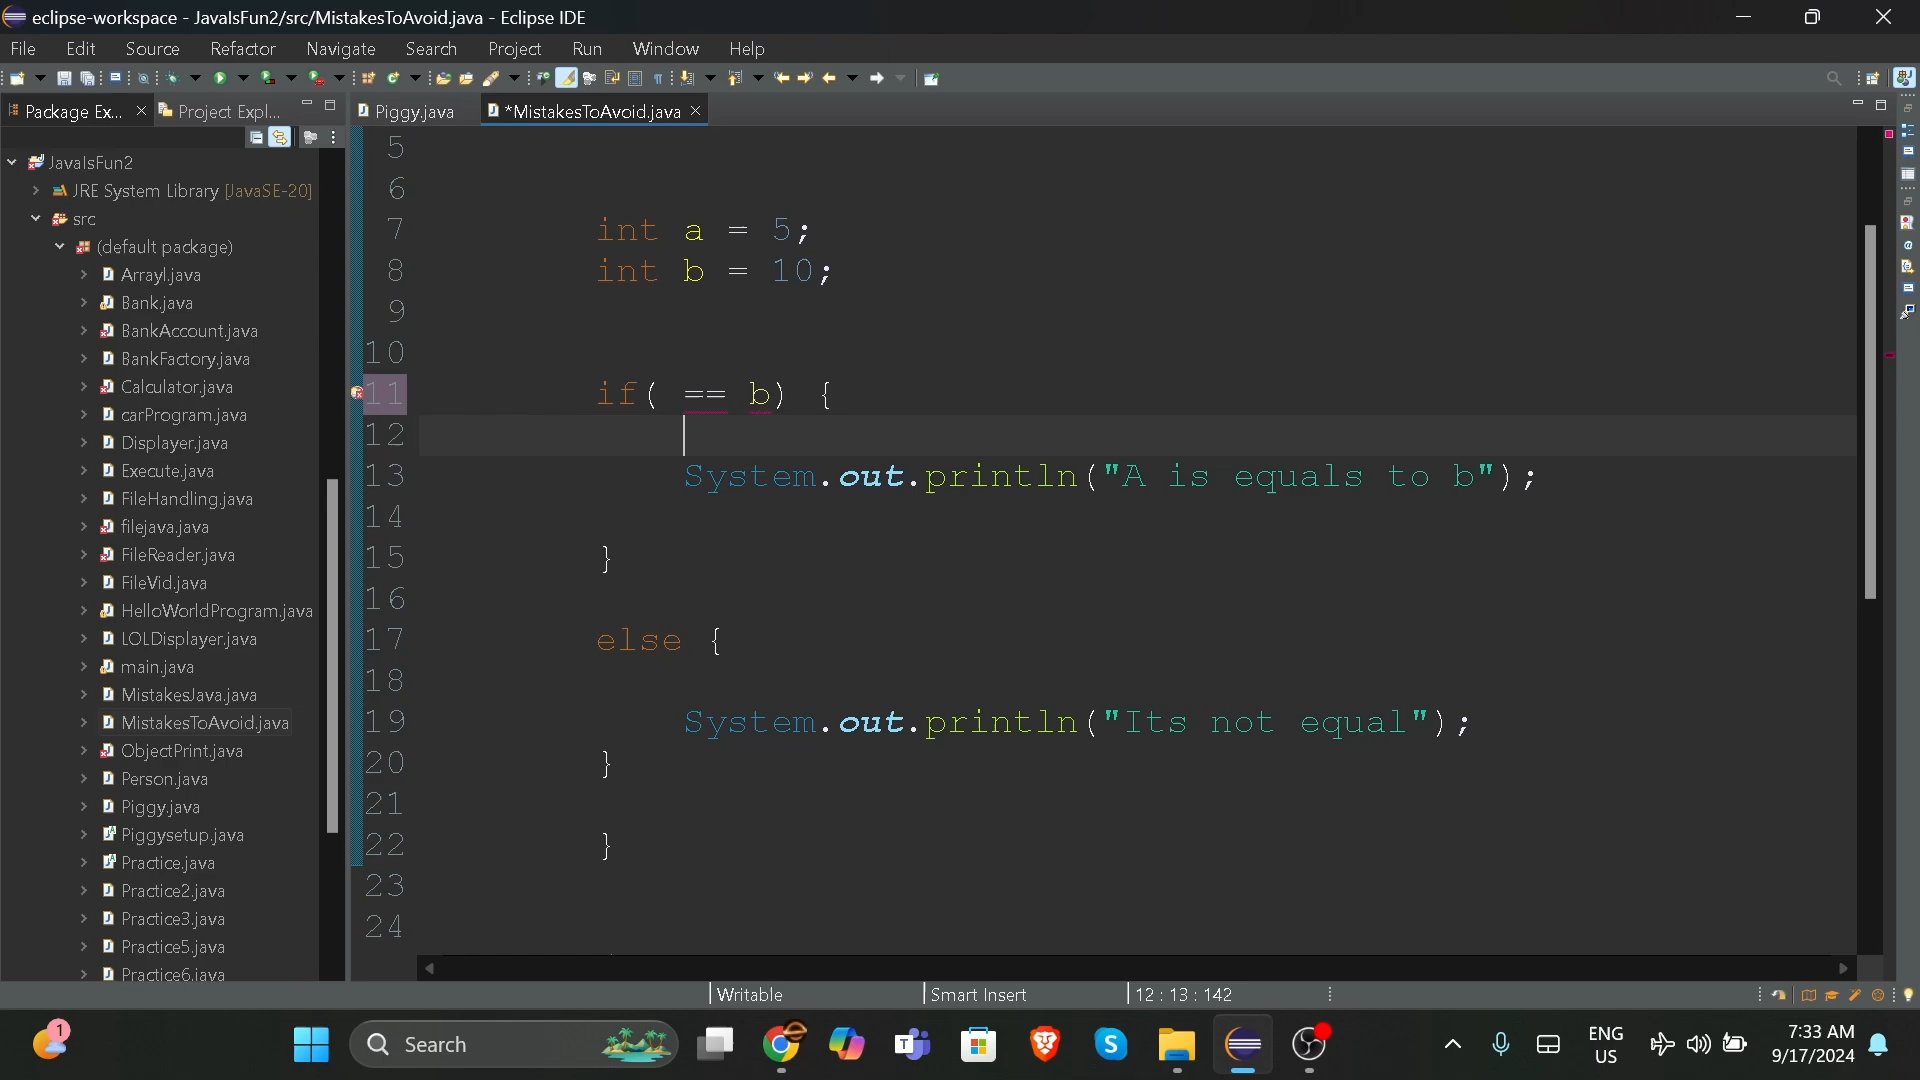 eclipse-workspace - JavaIsFun2/src/MistakesToAvoid.java - Eclipse IDE
File Edit Source Refactor Navigate Search Project Run Window Help
Package Ex... Project Expl... Piggy.java *MistakesToAvoid.java
JavaIsFun2
JRE System Library [JavaSE-20]
src
(default package)
Arrayl.java
Bank.java
BankAccount.java
BankFactory.java
Calculator.java
carProgram.java
Displayer.java
Execute.java
FileHandling.java
filejava.java
FileReader.java
FileVid.java
HelloWorldProgram.java
LOLDisplayer.java
main.java
MistakesJava.java
MistakesToAvoid.java
ObjectPrint.java
Person.java
Piggy.java
Piggysetup.java
Practice.java
Practice2.java
Practice3.java
Practice5.java
Practice6.java
5
6
7 int a = 5;
8 int b = 10;
9
10
11 if( == b) {
12
13 System.out.println("A is equals to b");
14
15 }
16
17 else {
18
19 System.out.println("Its not equal");
20 }
21
22 }
23
24
Writable Smart Insert 12 : 13 : 142
1
Search
ENG
US
7:33 AM
9/17/2024